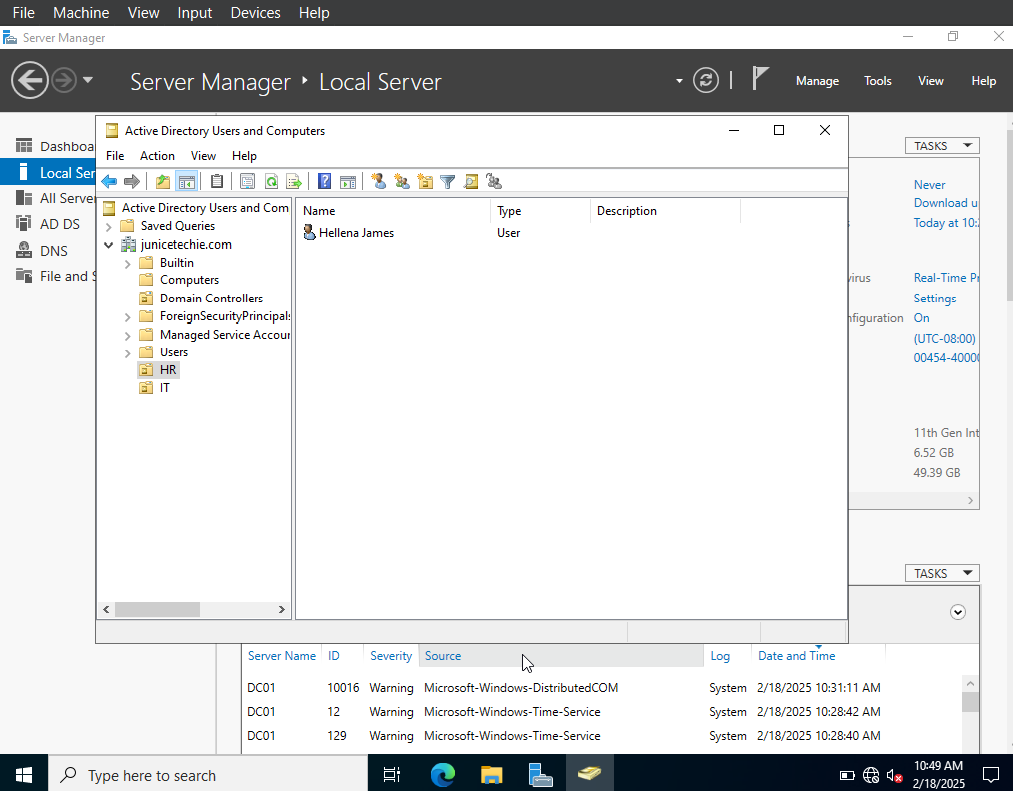 File Machine View Input Devices Help
Server Manager
Server Manager Local Server
Manage Tools View Help
Active Directory Users and Computers
File Action View Help
Dashboa
Local Ser
All Server
AD DS
DNS
File and S
Active Directory Users and Com
Saved Queries
junicetechie.com
Builtin
Computers
Domain Controllers
ForeignSecurityPrincipals
Managed Service Accoun
Users
HR
IT
Name Type Description
Hellena James User
TASKS
Never
Download u
Today at 10:2
virus Real-Time Pr
Settings
nfiguration On
(UTC-08:00)
00454-40000
11th Gen Int
6.52 GB
49.39 GB
TASKS
Server Name ID Severity Source Log Date and Time
DC01 10016 Warning Microsoft-Windows-DistributedCOM System 2/18/2025 10:31:11 AM
DC01 12 Warning Microsoft-Windows-Time-Service System 2/18/2025 10:28:42 AM
DC01 129 Warning Microsoft-Windows-Time-Service System 2/18/2025 10:28:40 AM
Type here to search
10:49 AM
2/18/2025